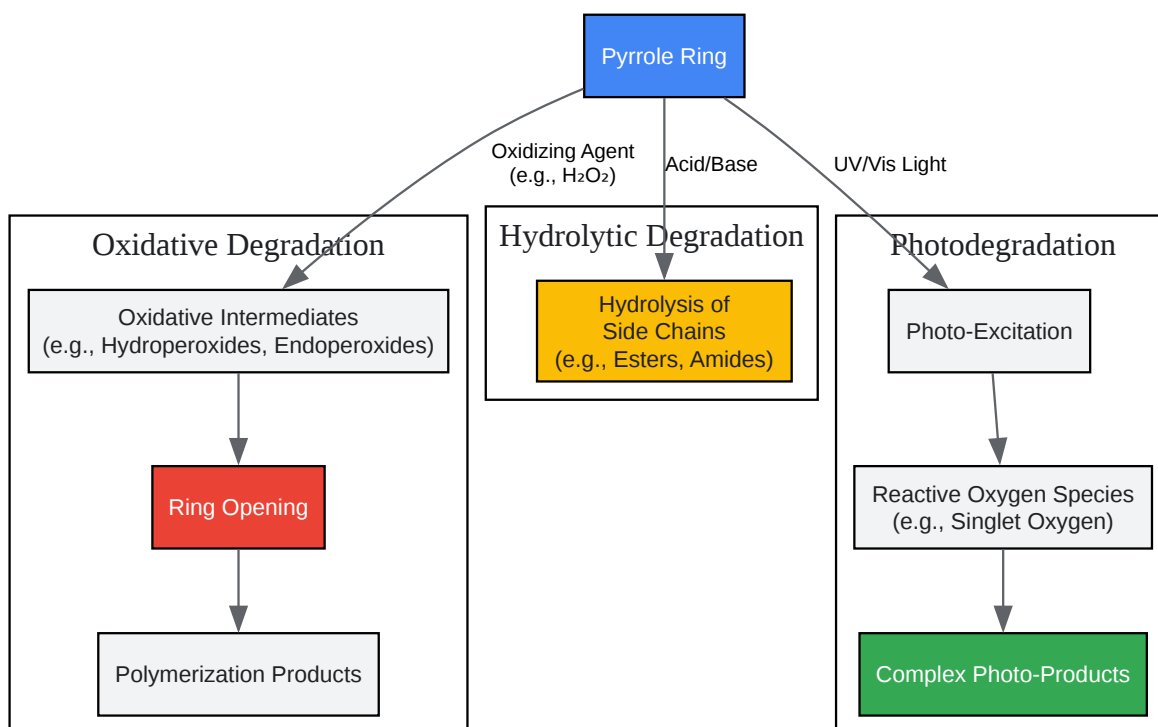 Pyrrole Ring
Oxidizing Agent
(e.g., H₂O₂)
Acid/Base
UV/Vis Light
Oxidative Degradation
Hydrolytic Degradation
Photodegradation
Oxidative Intermediates
(e.g., Hydroperoxides, Endoperoxides)
Hydrolysis of
Side Chains
(e.g., Esters, Amides)
Photo-Excitation
Ring Opening
Reactive Oxygen Species
(e.g., Singlet Oxygen)
Polymerization Products
Complex Photo-Products